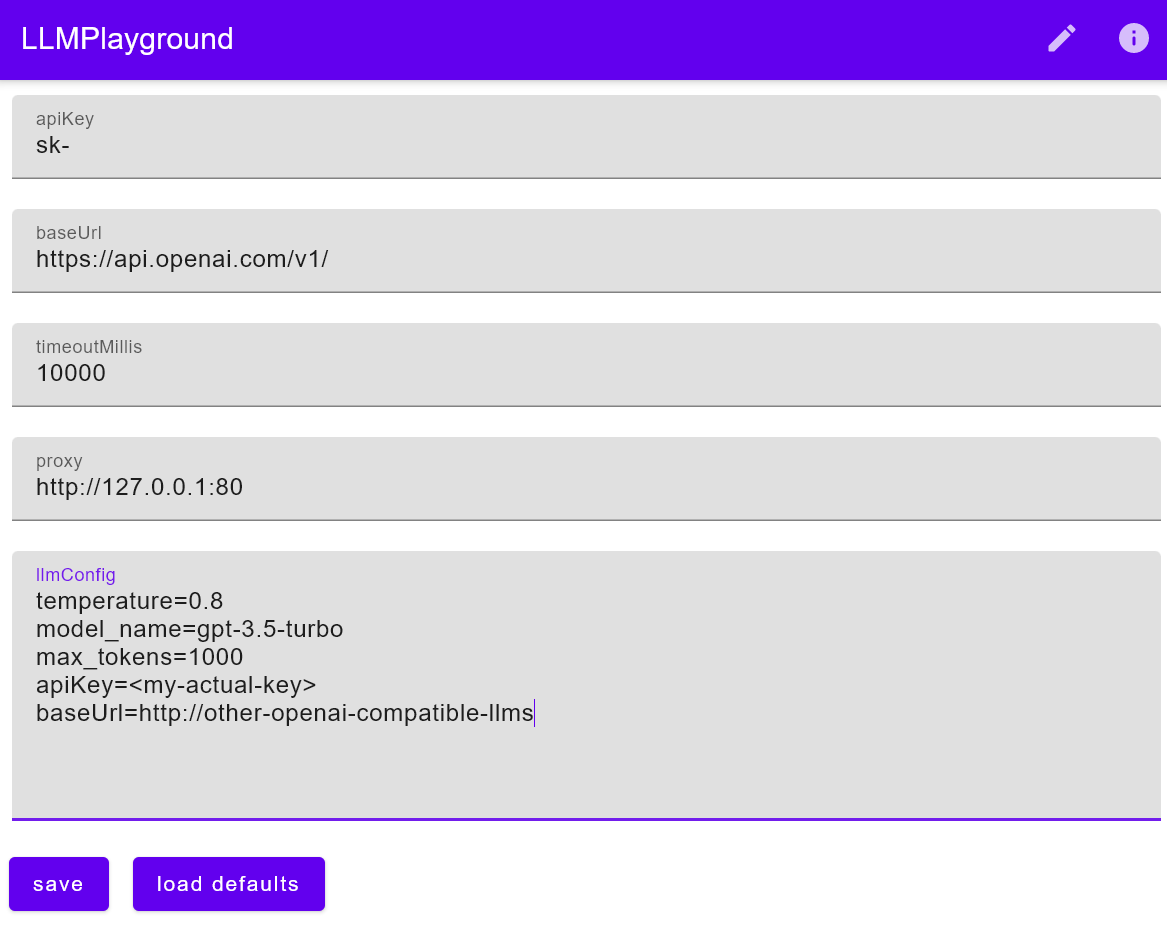 LLMPlayground
apiKey
sk-
baseUrl
https://api.openai.com/v1/
timeoutMillis
10000
proxy
http://127.0.0.1:80
llmConfig
temperature=0.8
model_name=gpt-3.5-turbo
max_tokens=1000
apiKey=<my-actual-key>
baseUrl=http://other-openai-compatible-llms
save
load defaults